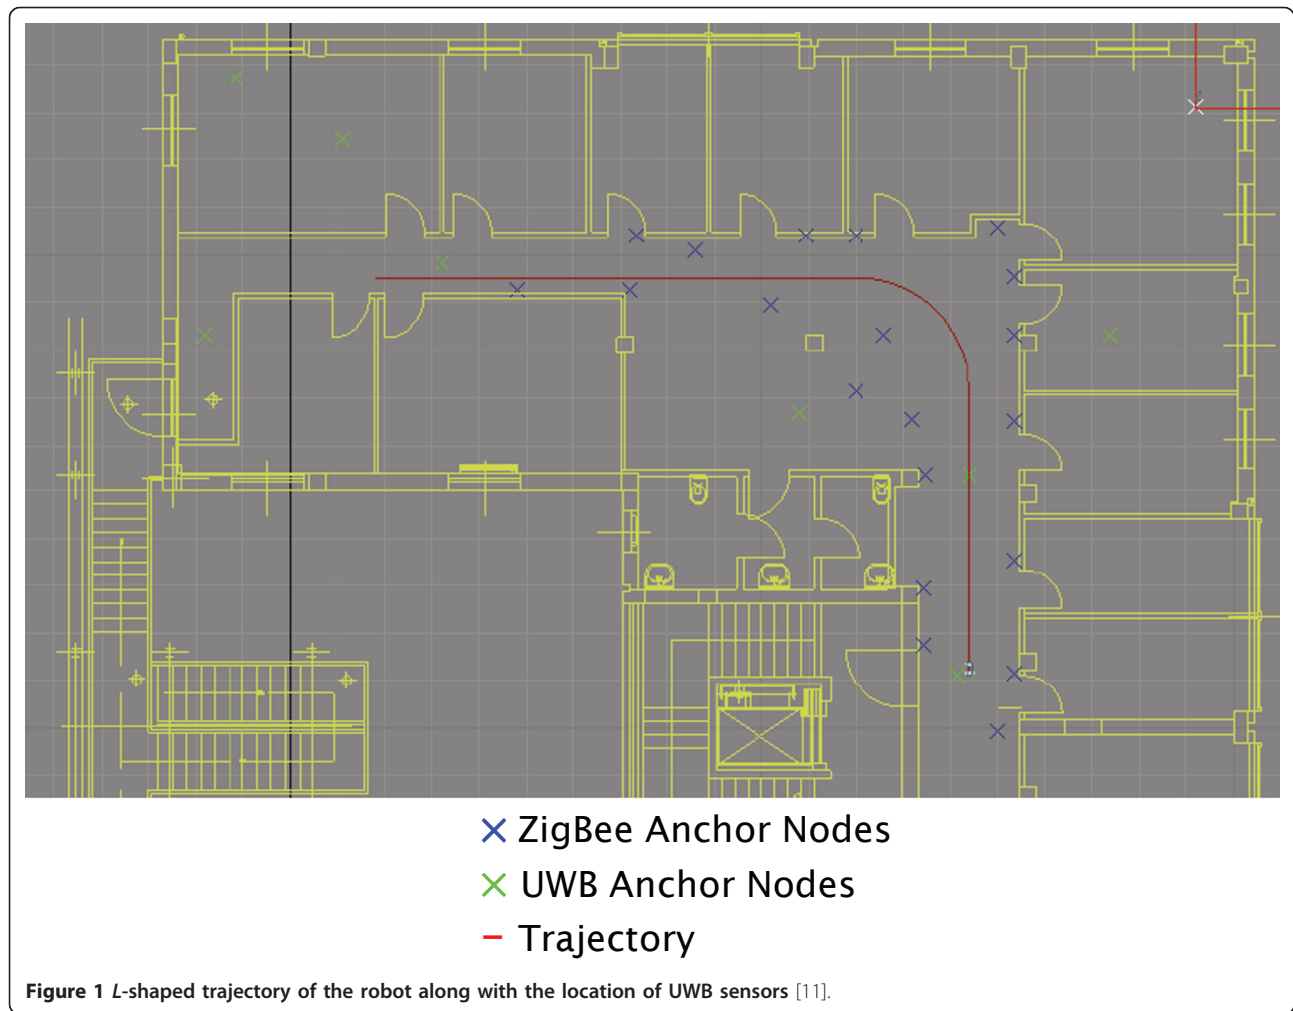 ZigBee Anchor Nodes
UWB Anchor Nodes
Trajectory
Figure 1 L-shaped trajectory of the robot along with the location of UWB sensors [11].